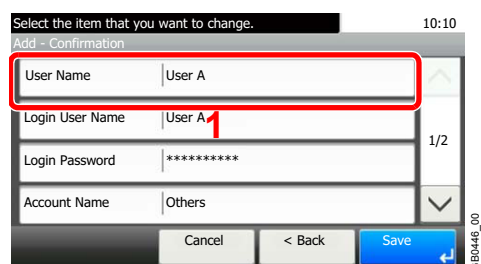 Select the item that you want to change. 10:10
Add - Confirmation
User Name User A
Login User Name User A
1
1/2
Login Password **********
Account Name Others
Cancel < Back Save
B0446_00